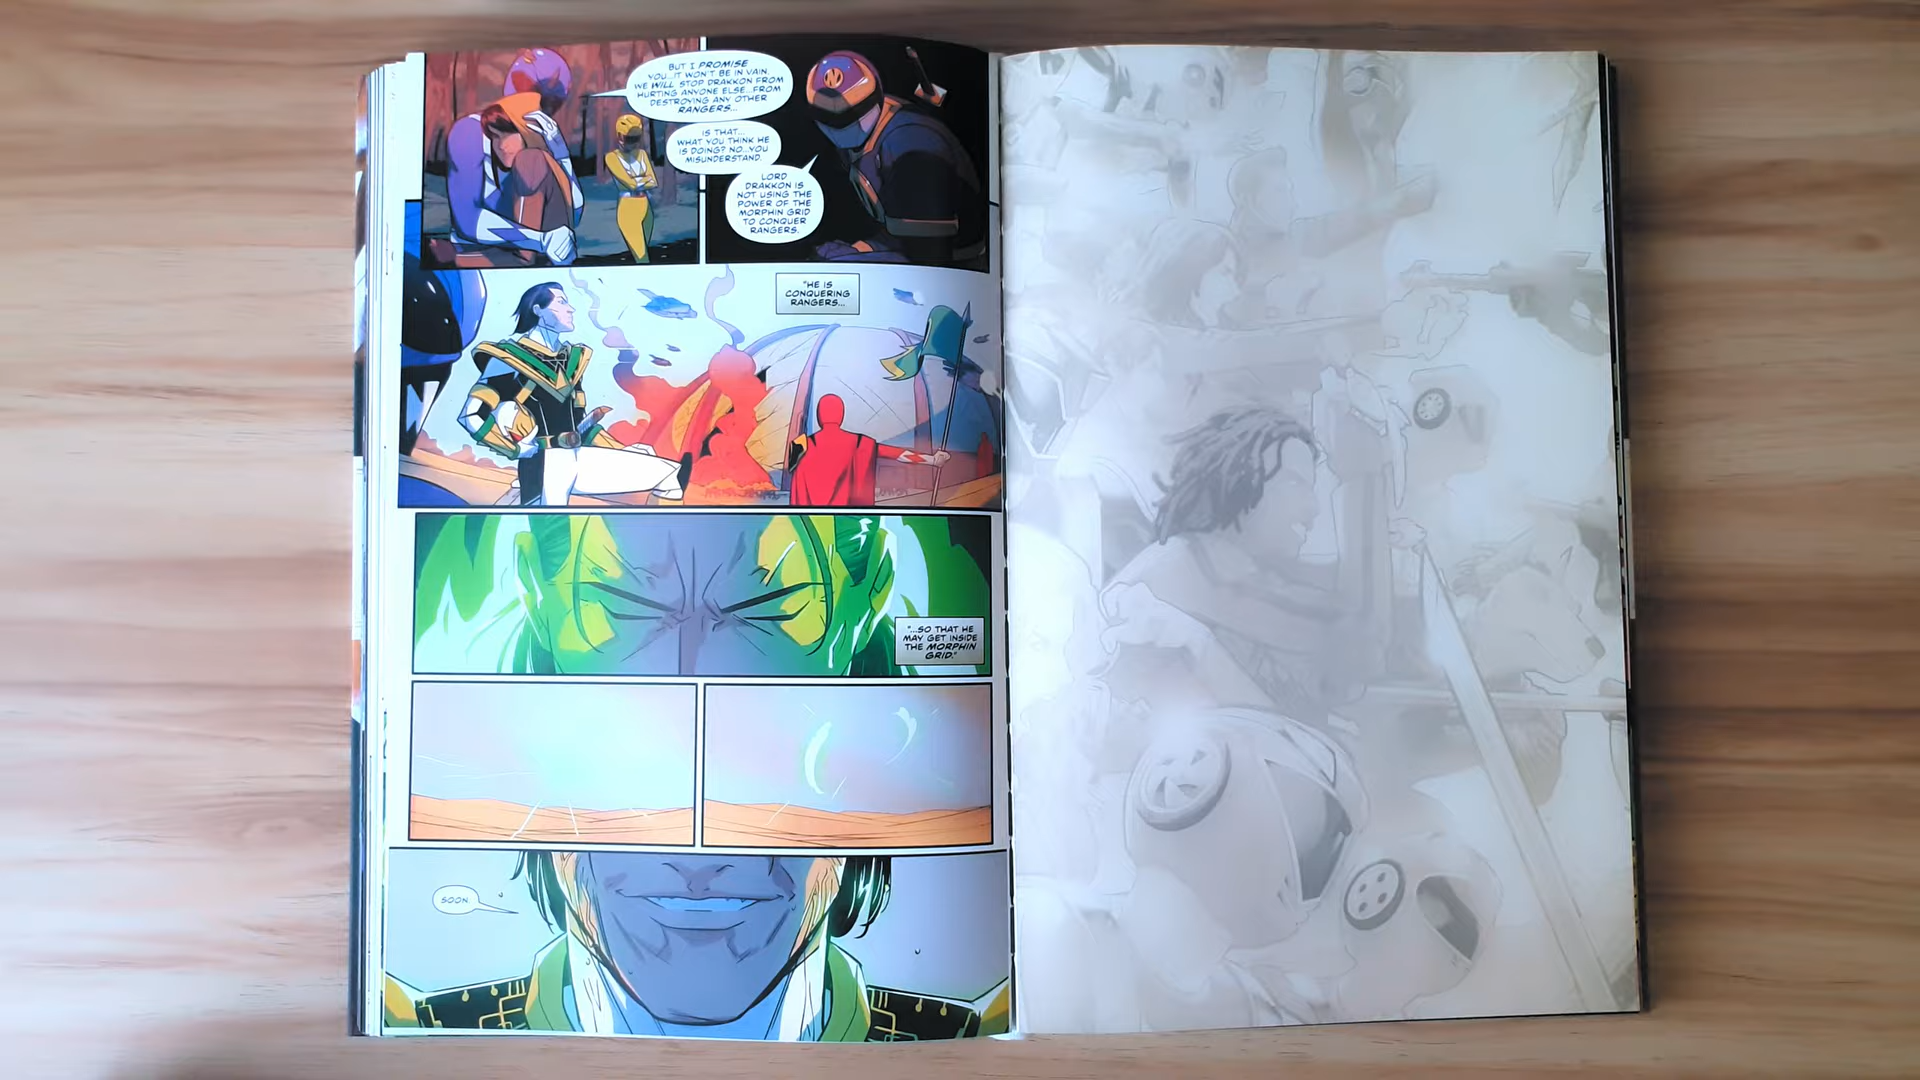 BUT I PROMISE
YOU...IT WON'T BE IN VAIN.
WE WILL STOP DRAKKON FROM
HURTING ANYONE ELSE...FROM
DESTROYING ANY OTHER
RANGERS...
IS THAT...
WHAT YOU THINK HE
IS DOING? NO...YOU
MISUNDERSTAND.
LORD
DRAKKON IS
NOT USING THE
POWER OF THE
MORPHIN GRID
TO CONQUER
RANGERS.
"HE IS
CONQUERING
RANGERS...
"...SO THAT HE
MAY GET INSIDE
THE MORPHIN
GRID."
SOON.